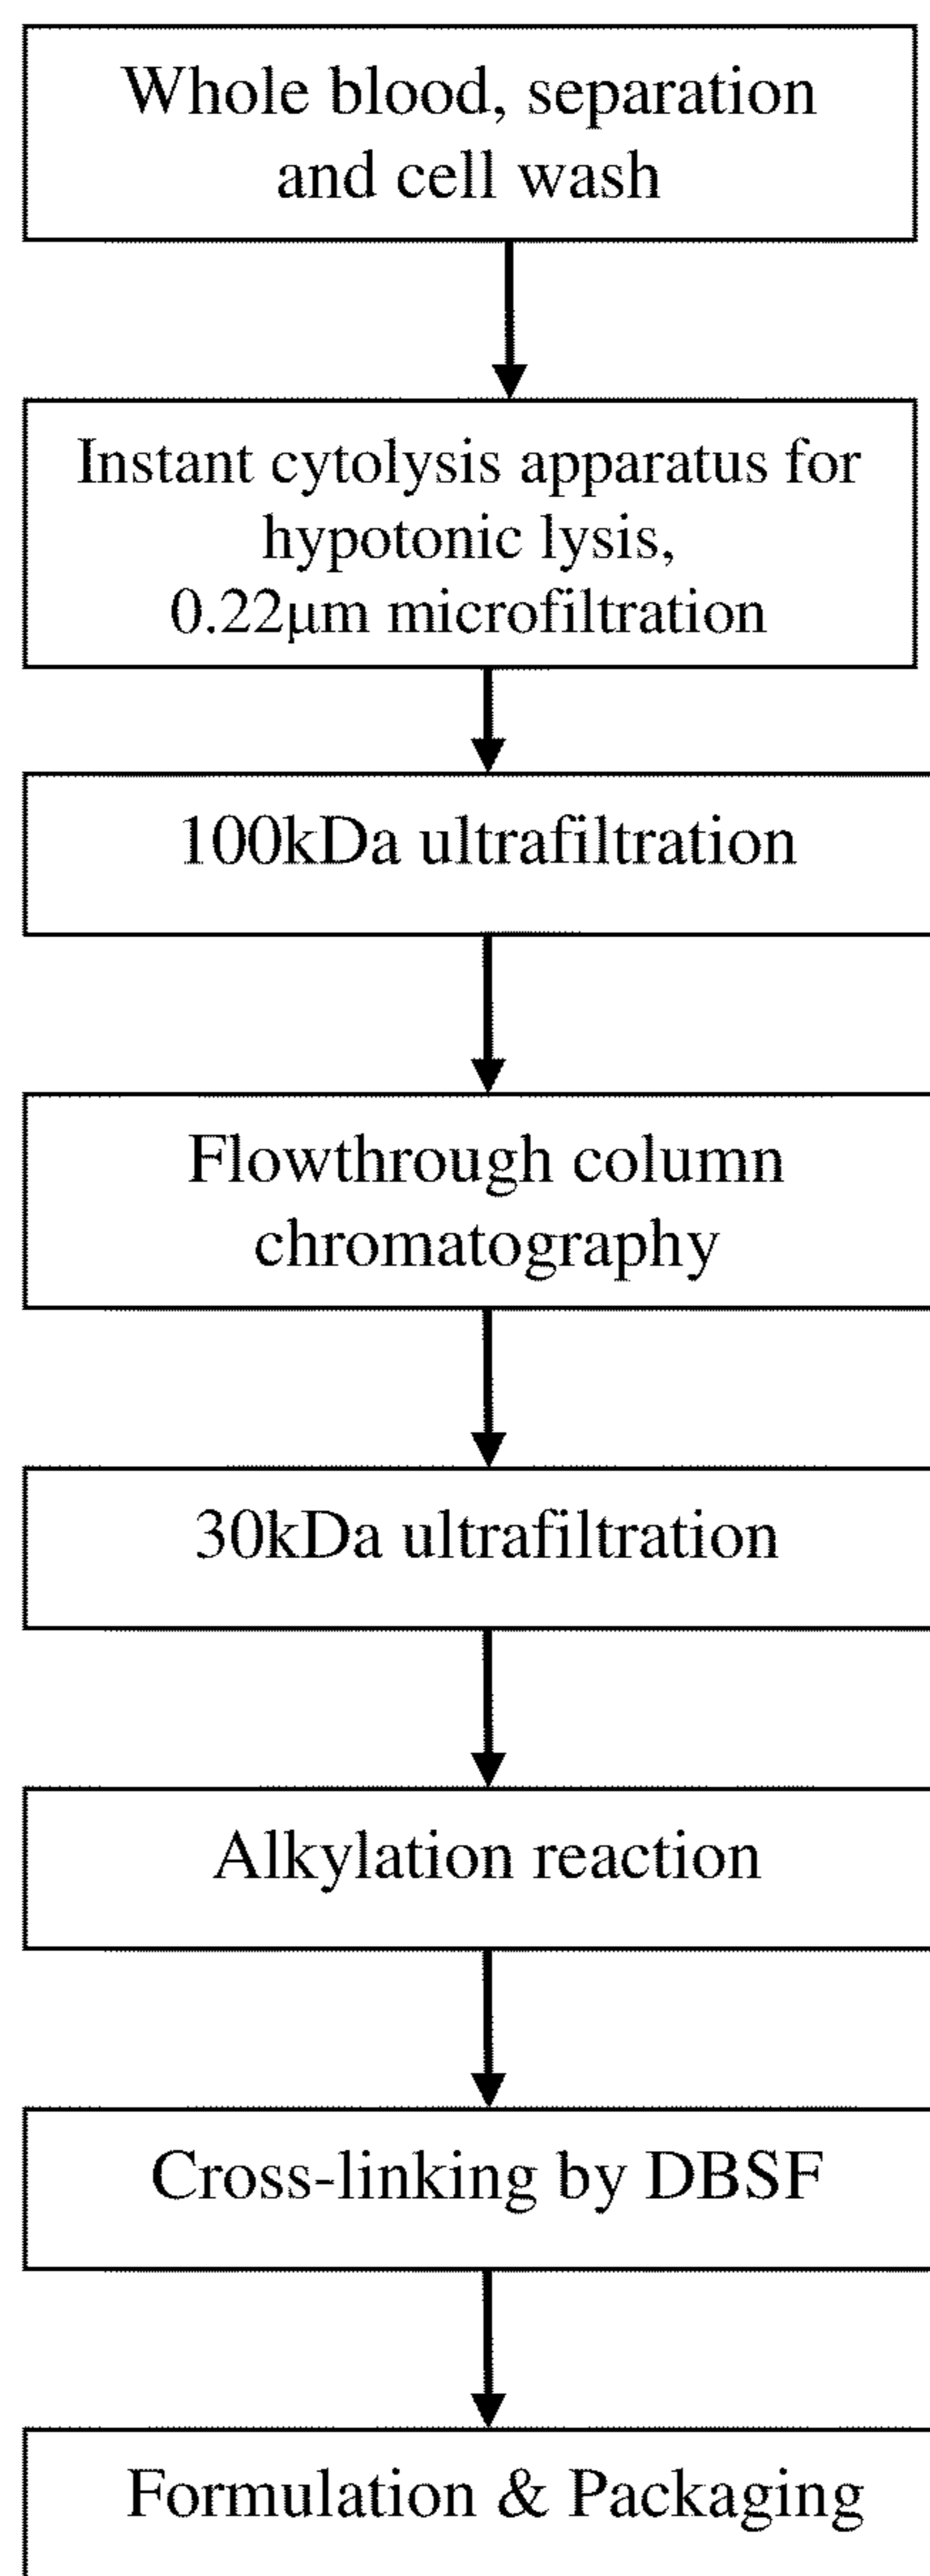 Whole blood, separation
and cell wash
Instant cytolysis apparatus for
hypotonic lysis,
0.22μm microfiltration
100kDa ultrafiltration
Flowthrough column
chromatography
30kDa ultrafiltration
Alkylation reaction
Cross-linking by DBSF
Formulation & Packaging